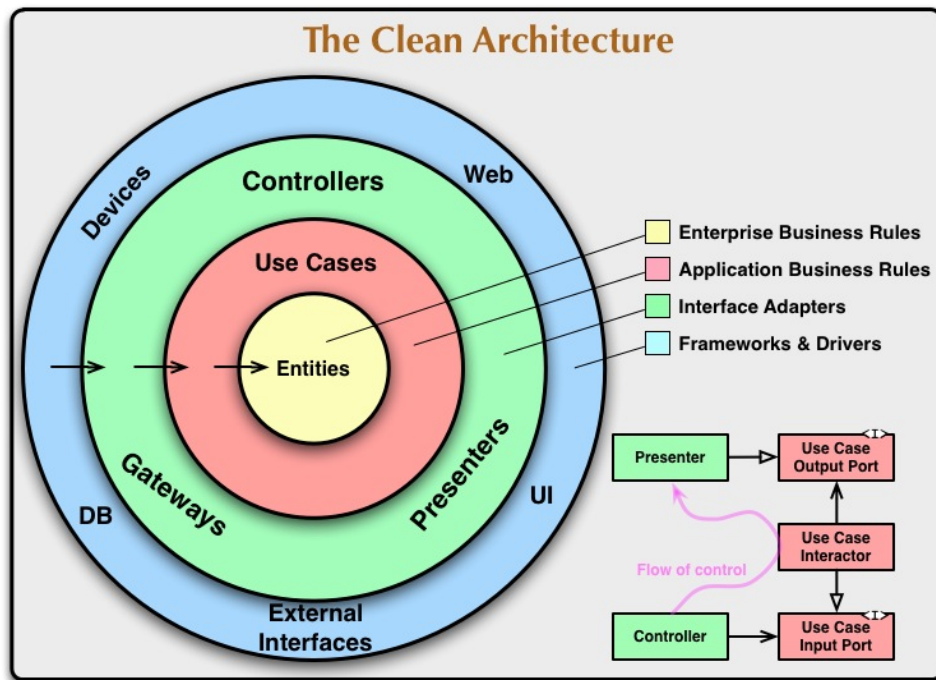 The Clean Architecture
Devices
Web
Controllers
Use Cases
Entities
Gateways
Presenters
DB
UI
External
Interfaces
Enterprise Business Rules
Application Business Rules
Interface Adapters
Frameworks & Drivers
Presenter
Use Case
Output Port
<I>
Use Case
Interactor
Flow of control
Controller
Use Case
Input Port
<I>